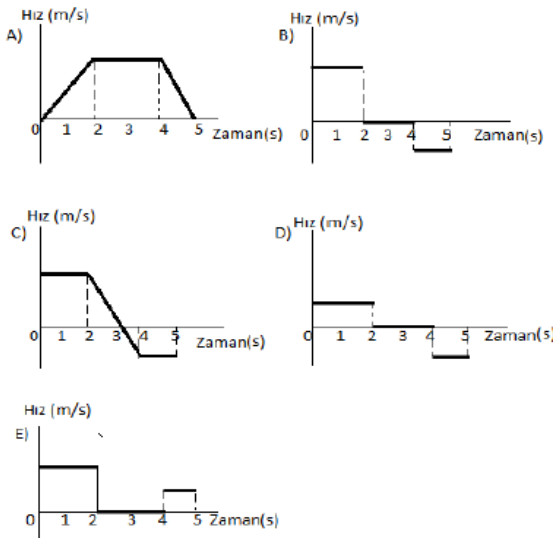 Hız (m/s)
A)
0 1 2 3 4 5 Zaman(s)
Hız (m/s)
B)
0 1 2 3 4 5
Zaman(s)
Hız (m/s)
C)
0 1 2 3 4 5
Zaman(s)
Hız (m/s)
D)
0 1 2 3 4 5
Zaman(s)
Hız (m/s)
E)
0 1 2 3 4 5 Zaman(s)